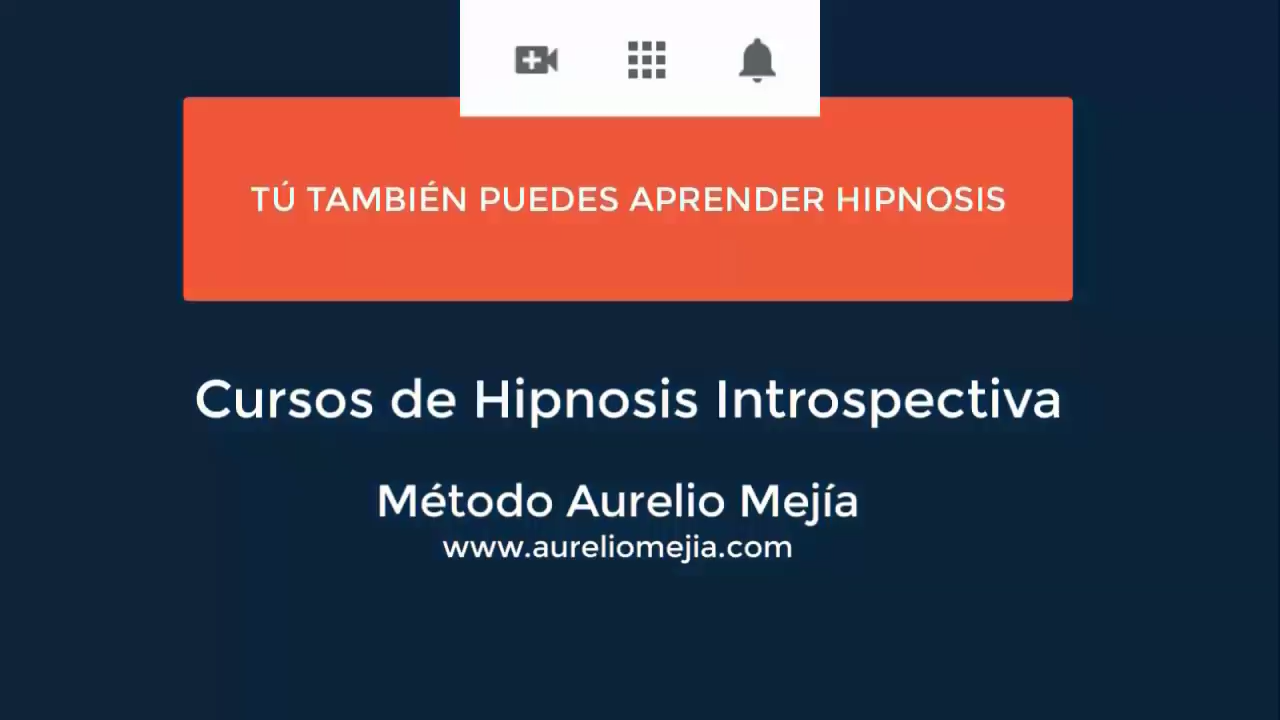 TÚ TAMBIÉN PUEDES APRENDER HIPNOSIS
Cursos de Hipnosis Introspectiva
Método Aurelio Mejía
www.aureliomejia.com